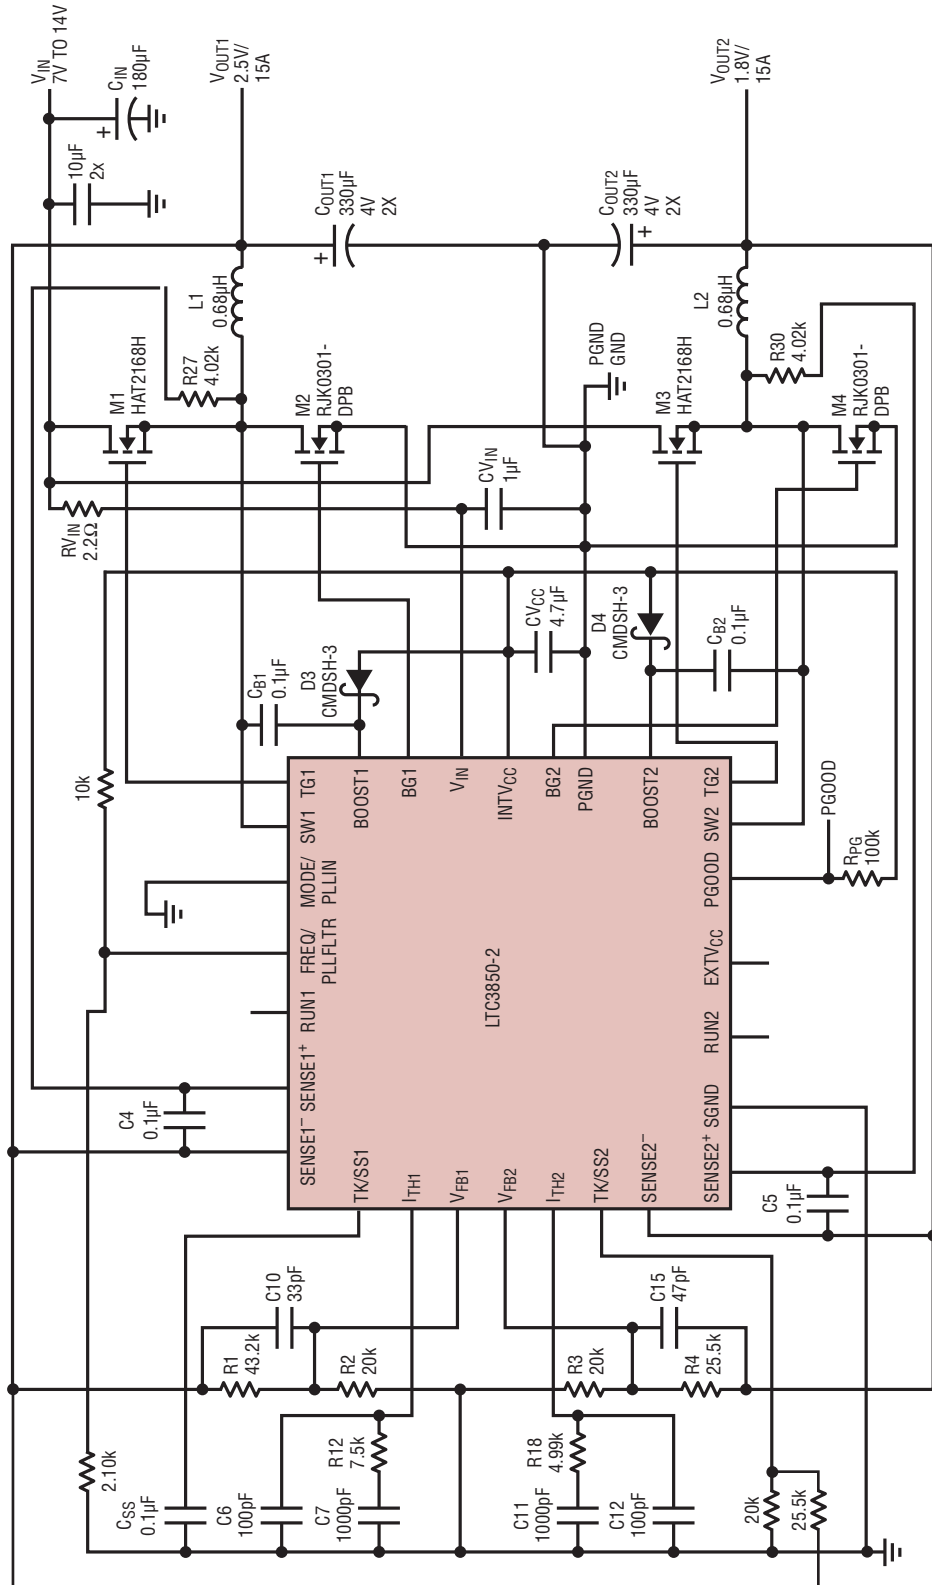 V_IN
7V TO 14V
C_IN
180µF
+
10µF
2x
V_OUT1
2.5V/
15A
C_OUT1
330µF
4V
2X
+
C_OUT2
330µF
4V
2X
+
V_OUT2
1.8V/
15A
L1
0.68µH
L2
0.68µH
R27
4.02k
R30
4.02k
M1
HAT2168H
M2
RJK0301-
DPB
PGND
GND
M3
HAT2168H
M4
RJK0301-
DPB
RV_IN
2.2Ω
CV_IN
1µF
CV_CC
4.7µF
D4
CMDSH-3
C_B2
0.1µF
C_B1
0.1µF
D3
CMDSH-3
10k
TG1
SW1
MODE/
PLLIN
FREQ/
PLLFLTR
RUN1
SENSE1+
SENSE1–
BOOST1
BG1
V_IN
INTV_CC
BG2
PGND
BOOST2
TG2
SW2
PGOOD
EXTV_CC
RUN2
SGND
SENSE2+
LTC3850-2
TK/SS1
I_TH1
V_FB1
V_FB2
I_TH2
TK/SS2
SENSE2–
PGOOD
R_PG
100k
C4
0.1µF
C5
0.1µF
C10
33pF
C15
47pF
R1
43.2k
R2
20k
R3
20k
R4
25.5k
2.10k
C_SS
0.1µF
C6
100pF
C7
1000pF
R12
7.5k
R18
4.99k
C11
1000pF
C12
100pF
20k
25.5k